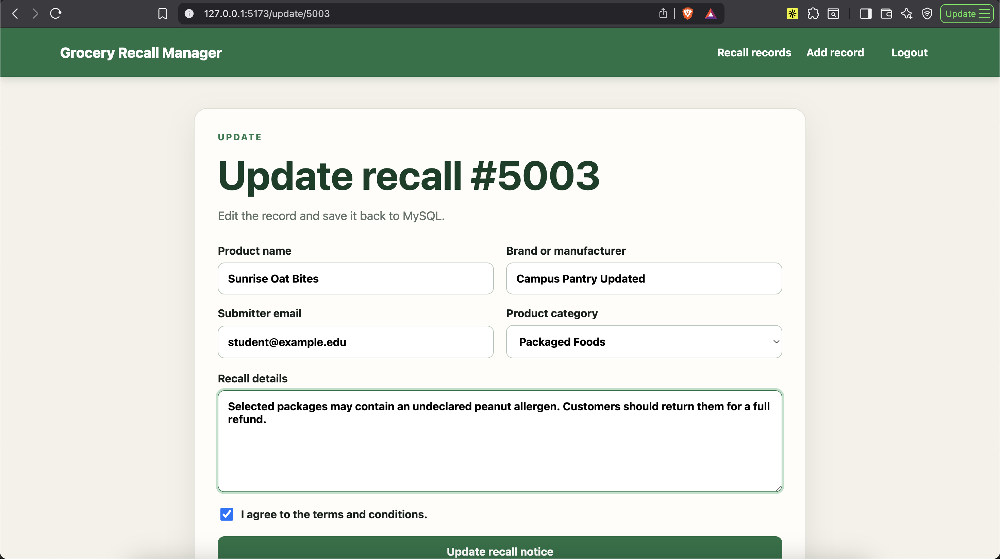 127.0.0.1:5173/update/5003
Update
Grocery Recall Manager
Recall records
Add record
Logout
UPDATE
Update recall #5003
Edit the record and save it back to MySQL.
Product name
Brand or manufacturer
Sunrise Oat Bites
Campus Pantry Updated
Submitter email
Product category
student@example.edu
Packaged Foods
Recall details
Selected packages may contain an undeclared peanut allergen. Customers should return them for a full
refund.
I agree to the terms and conditions.
Update recall notice